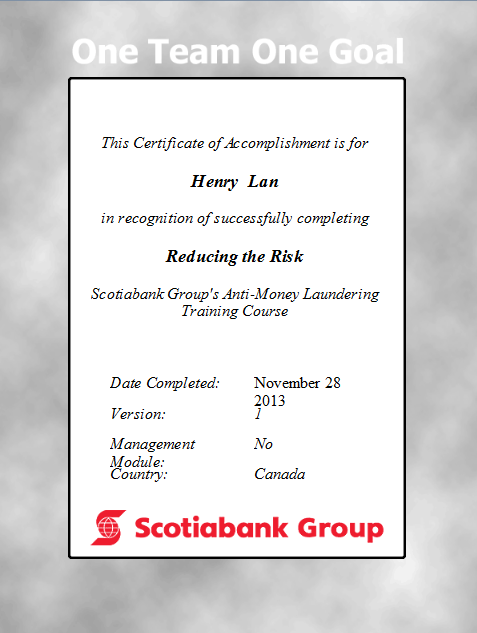 One Team One Goal
This Certificate of Accomplishment is for
Henry Lan
in recognition of successfully completing
Reducing the Risk
Scotiabank Group's Anti-Money Laundering
Training Course
Date Completed: November 28
2013
Version: 1
Management No
Module:
Country: Canada
Scotiabank Group